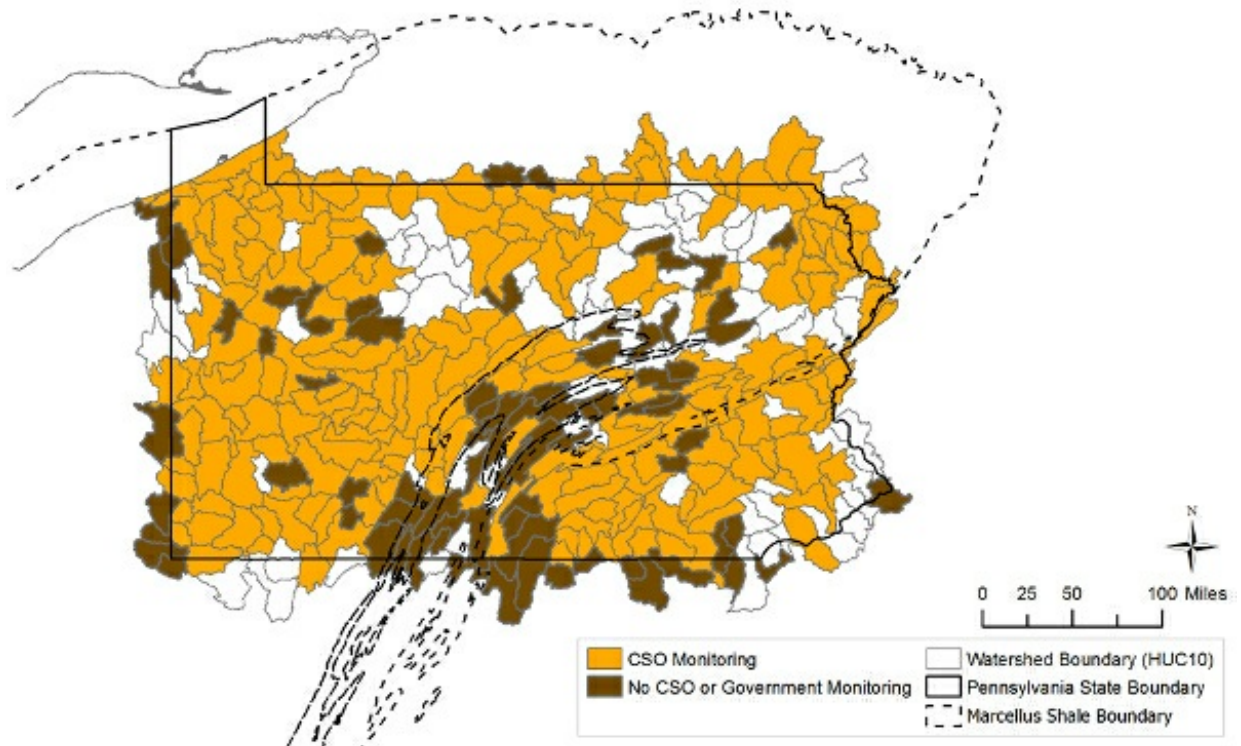 N
0 25 50 100 Miles
CSO Monitoring
No CSO or Government Monitoring
Watershed Boundary (HUC10)
Pennsylvania State Boundary
Marcellus Shale Boundary